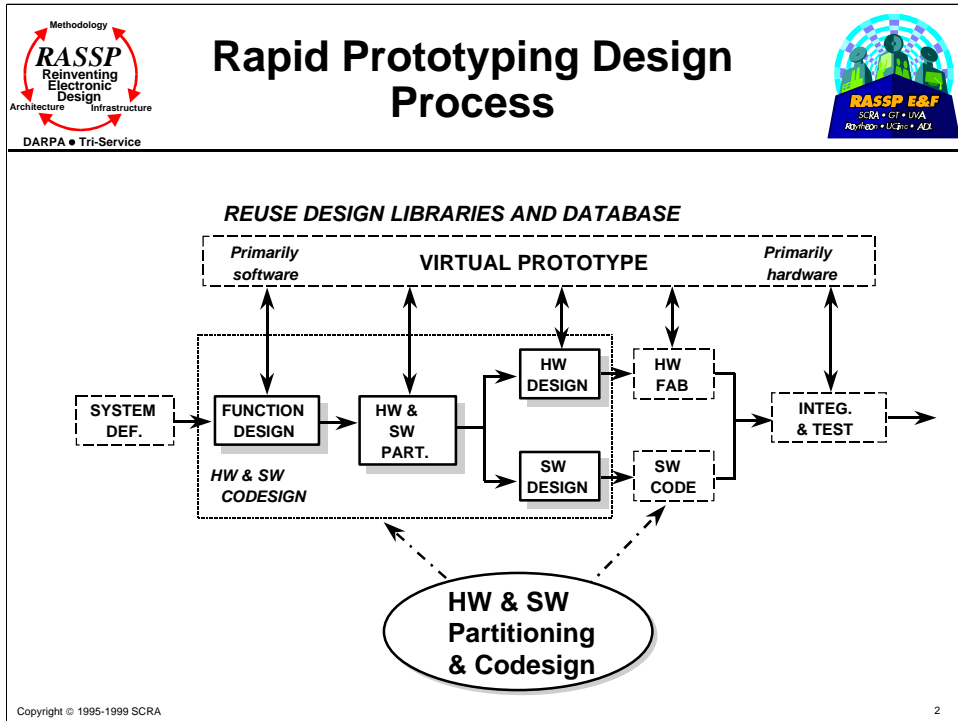 Methodology
RASSP
Reinventing
Electronic
Design
Architecture
Infrastructure
DARPA ● Tri-Service
Rapid Prototyping Design
Process
RASSP E&F
SCRA • GT • UVA
Raytheon • UCinc • ADL
REUSE DESIGN LIBRARIES AND DATABASE
Primarily
software
VIRTUAL PROTOTYPE
Primarily
hardware
SYSTEM
DEF.
FUNCTION
DESIGN
HW &
SW
PART.
HW
DESIGN
HW
FAB
SW
DESIGN
SW
CODE
INTEG.
& TEST
HW & SW
CODESIGN
HW & SW
Partitioning
& Codesign
Copyright © 1995-1999 SCRA
2